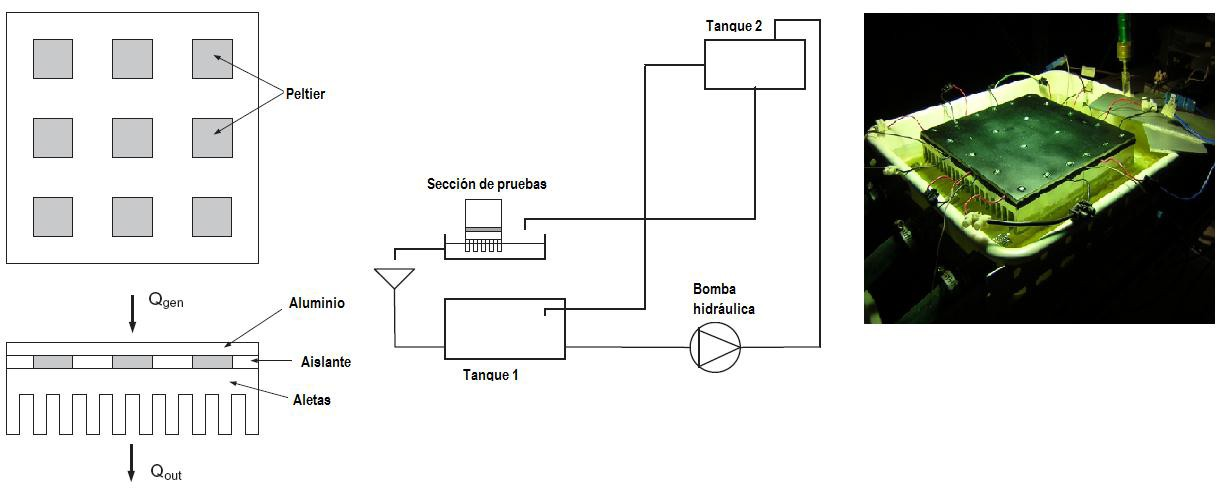 Peltier
Qgen
Aluminio
Aislante
Aletas
Qout
Tanque 2
Sección de pruebas
Bomba
hidráulica
Tanque 1